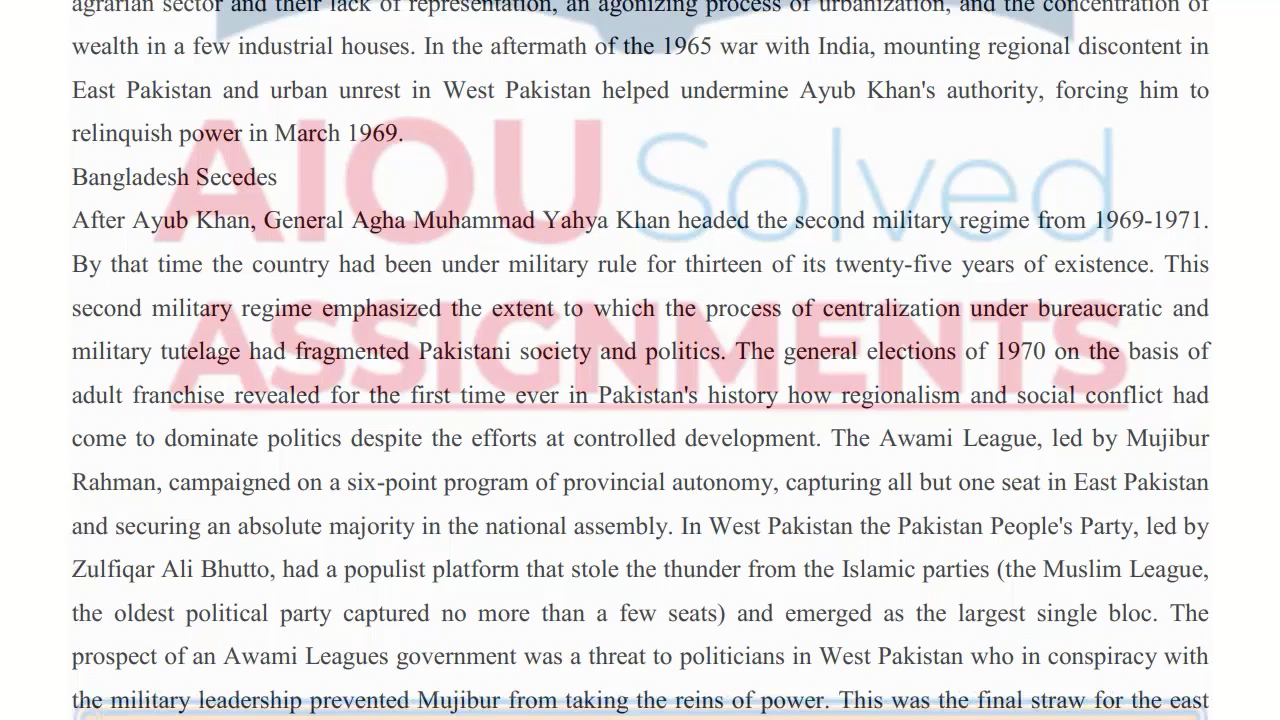 agrarian sector and their lack of representation, an agonizing process of urbanization, and the concentration of
wealth in a few industrial houses. In the aftermath of the 1965 war with India, mounting regional discontent in
East Pakistan and urban unrest in West Pakistan helped undermine Ayub Khan's authority, forcing him to
relinquish power in March 1969.
AIOU Solved
Bangladesh Secedes
After Ayub Khan, General Agha Muhammad Yahya Khan headed the second military regime from 1969-1971.
By that time the country had been under military rule for thirteen of its twenty-five years of existence. This
second military regime emphasized the extent to which the process of centralization under bureaucratic and
ASSIGNMENTS
military tutelage had fragmented Pakistani society and politics. The general elections of 1970 on the basis of
adult franchise revealed for the first time ever in Pakistan's history how regionalism and social conflict had
come to dominate politics despite the efforts at controlled development. The Awami League, led by Mujibur
Rahman, campaigned on a six-point program of provincial autonomy, capturing all but one seat in East Pakistan
and securing an absolute majority in the national assembly. In West Pakistan the Pakistan People's Party, led by
Zulfiqar Ali Bhutto, had a populist platform that stole the thunder from the Islamic parties (the Muslim League,
the oldest political party captured no more than a few seats) and emerged as the largest single bloc. The
prospect of an Awami Leagues government was a threat to politicians in West Pakistan who in conspiracy with
the military leadership prevented Mujibur from taking the reins of power. This was the final straw for the east